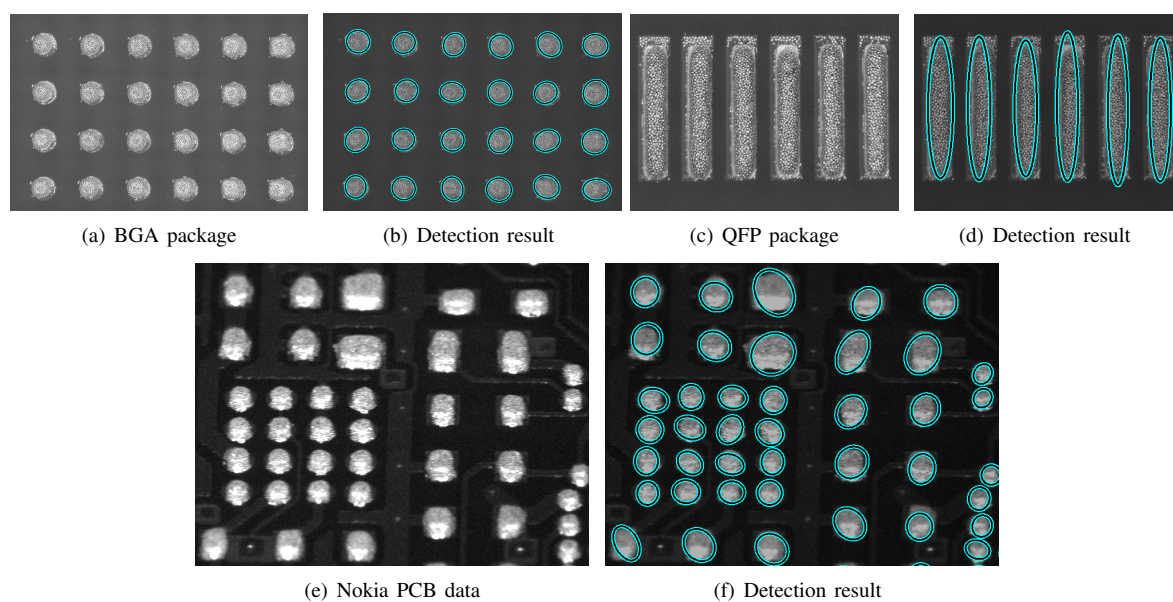 (a) BGA package
(b) Detection result
(c) QFP package
(d) Detection result
(e) Nokia PCB data
(f) Detection result